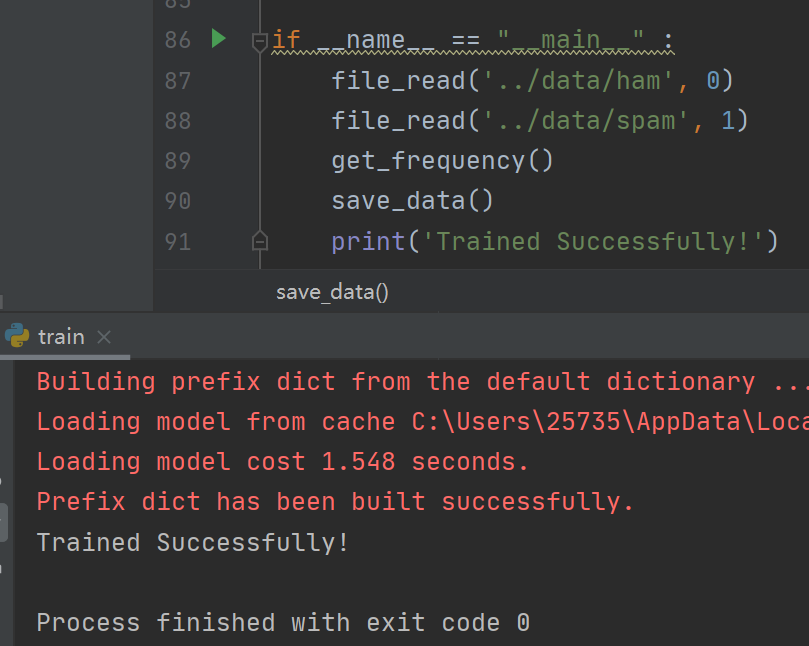 85
86 if __name__ == "__main__" :
87 file_read('../data/ham', 0)
88 file_read('../data/spam', 1)
89 get_frequency()
90 save_data()
91 print('Trained Successfully!')
save_data()
train
Building prefix dict from the default dictionary ...
Loading model from cache C:\Users\25735\AppData\Loca
Loading model cost 1.548 seconds.
Prefix dict has been built successfully.
Trained Successfully!
Process finished with exit code 0